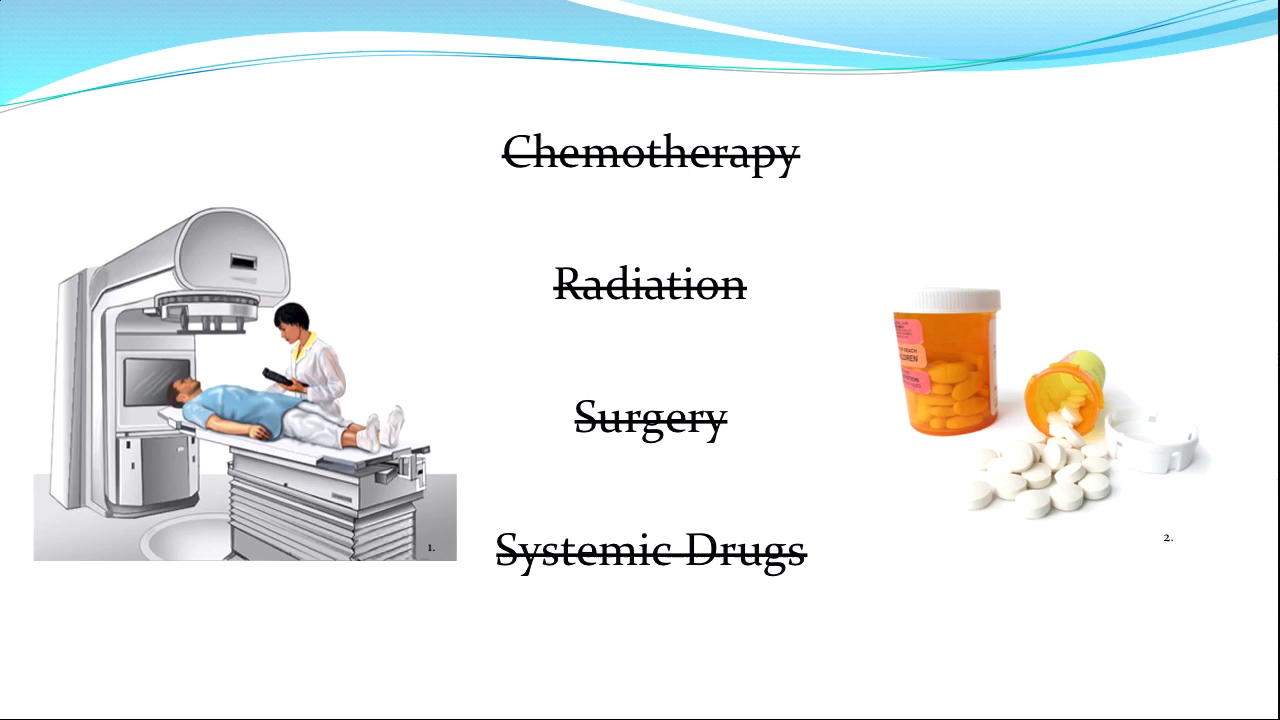 Chemotherapy
Radiation
Surgery
Systemic Drugs
1.
2.